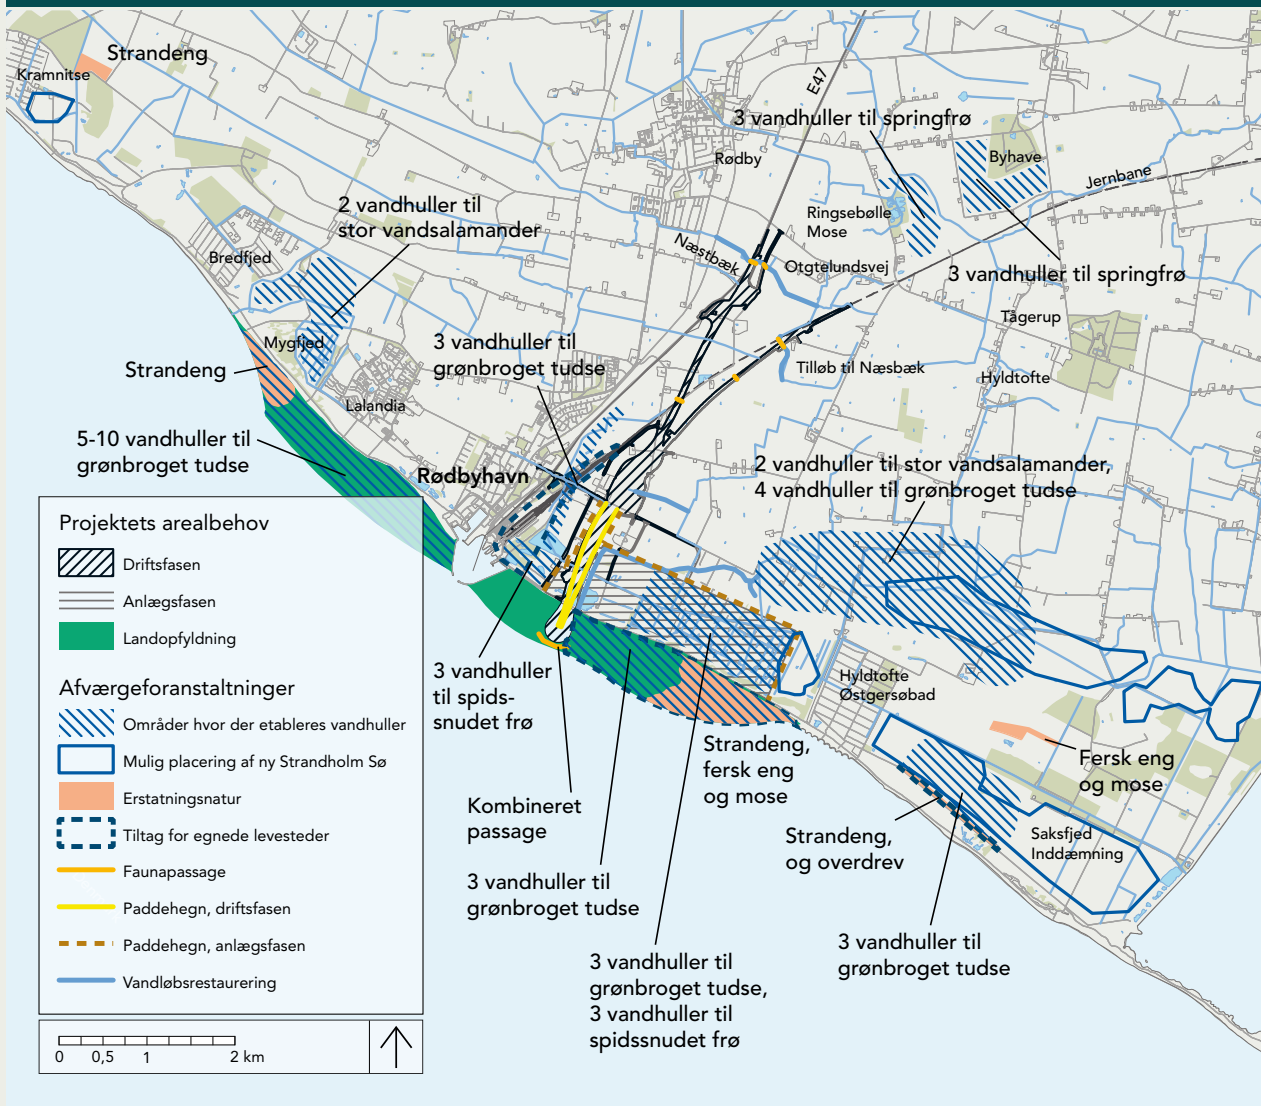 Strandeng
Kramnitse
E47
3 vandhuller til springfrø
Rødby
Byhave
Jernbane
2 vandhuller til
stor vandsalamander
Ringsebølle
Mose
Næstbæk
Bredfjed
Otgtelundsvej
3 vandhuller til springfrø
Tågerup
Mygfjed
3 vandhuller til
grønbroget tudse
Strandeng
Tilløb til Næsbæk
Hyldtofte
Lalandia
5-10 vandhuller til
grønbroget tudse
Rødbyhavn
2 vandhuller til stor vandsalamander,
4 vandhuller til grønbroget tudse
Projektets arealbehov
Driftsfasen
Anlægsfasen
Landopfyldning
Afværgeforanstaltninger
Områder hvor der etableres vandhuller
Mulig placering af ny Strandholm Sø
Erstatningsnatur
Tiltag for egnede levesteder
Faunapassage
Paddehegn, driftsfasen
Paddehegn, anlægsfasen
Vandløbsrestaurering
0 0,5 1 2 km
3 vandhuller
til spids-
snudet frø
Hyldtofte
Østgersøbad
Strandeng,
fersk eng
og mose
Fersk eng
og mose
Kombineret
passage
Strandeng,
og overdrev
Saksfjed
Inddæmning
3 vandhuller til
grønbroget tudse
3 vandhuller til
grønbroget tudse
3 vandhuller til
grønbroget tudse,
3 vandhuller til
spidssnudet frø